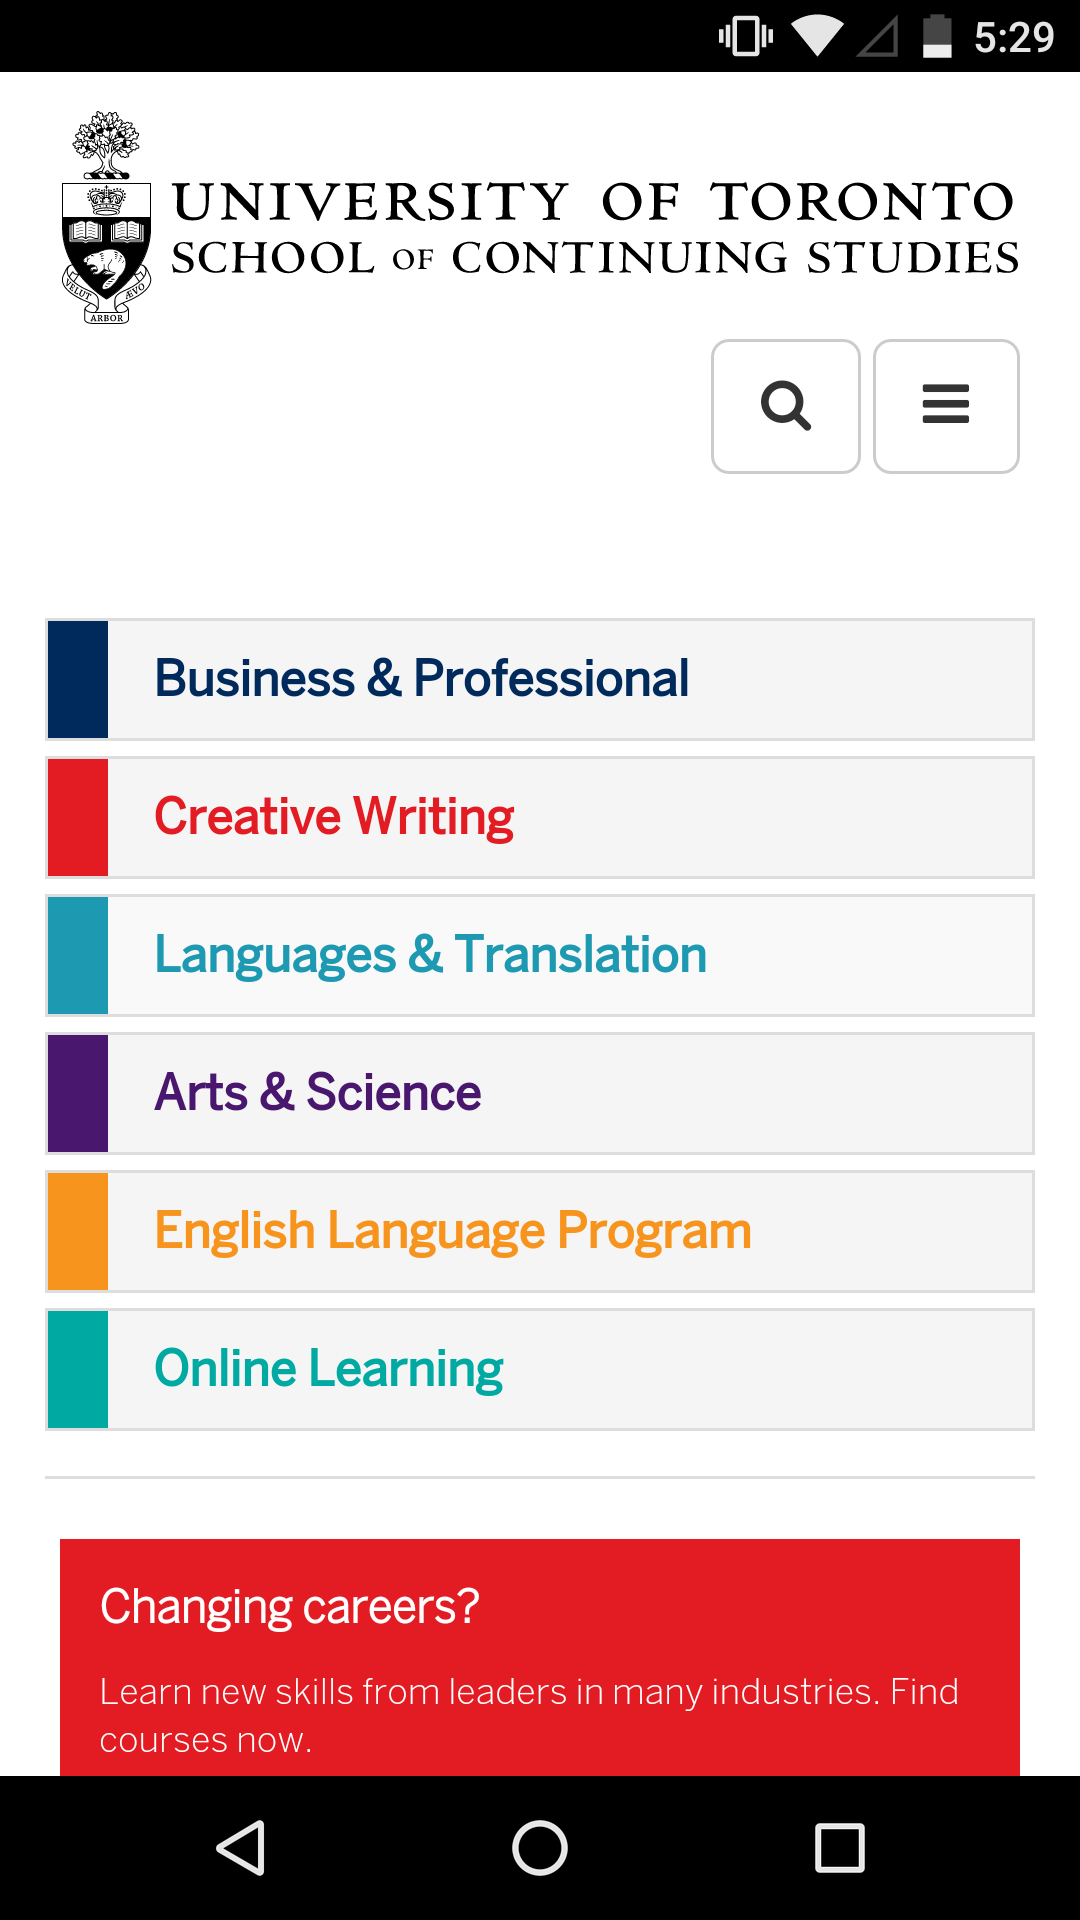 5:29
UNIVERSITY OF TORONTO
SCHOOL OF CONTINUING STUDIES
VELUT ÆVO
ARBOR
Business & Professional
Creative Writing
Languages & Translation
Arts & Science
English Language Program
Online Learning
Changing careers?
Learn new skills from leaders in many industries. Find
courses now.